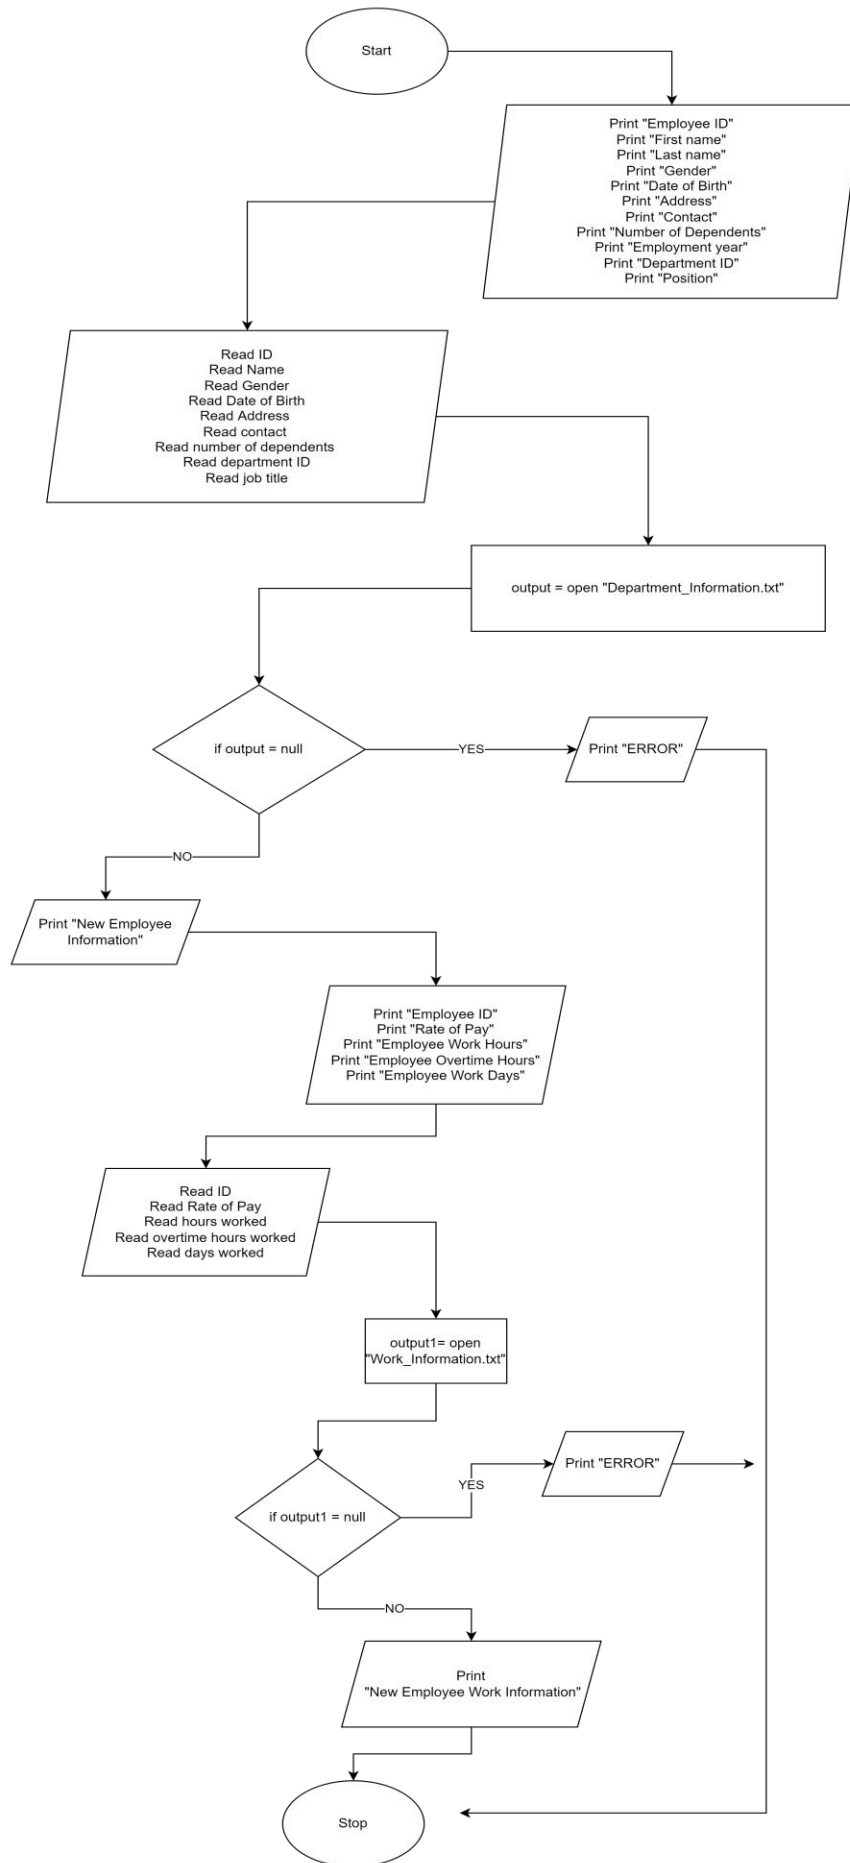 Start
Print "Employee ID"
Print "First name"
Print "Last name"
Print "Gender"
Print "Date of Birth"
Print "Address"
Print "Contact"
Print "Number of Dependents"
Print "Employment year"
Print "Department ID"
Print "Position"
Read ID
Read Name
Read Gender
Read Date of Birth
Read Address
Read contact
Read number of dependents
Read department ID
Read job title
output = open "Department_Information.txt"
if output = null
YES
Print "ERROR"
NO
Print "New Employee
Information"
Print "Employee ID"
Print "Rate of Pay"
Print "Employee Work Hours"
Print "Employee Overtime Hours"
Print "Employee Work Days"
Read ID
Read Rate of Pay
Read hours worked
Read overtime hours worked
Read days worked
output1= open
"Work_Information.txt"
if output1 = null
YES
Print "ERROR"
NO
Print
"New Employee Work Information"
Stop